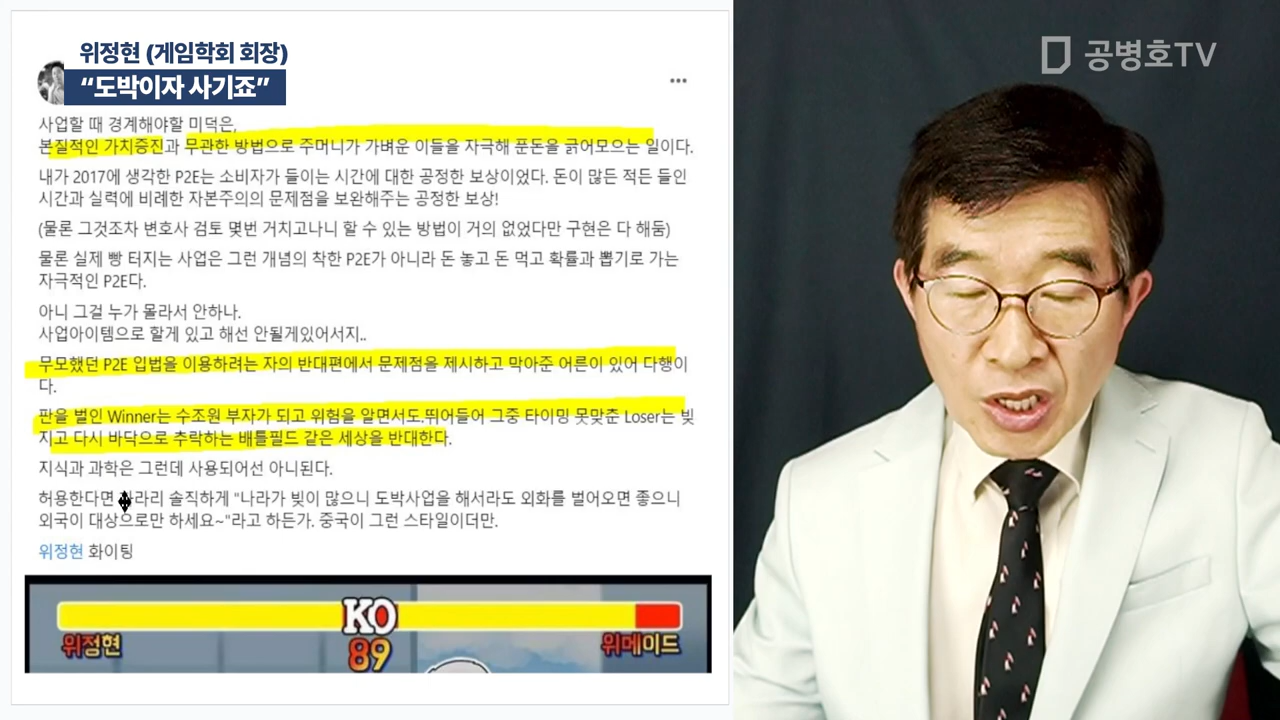 위정현 (게임학회 회장)
“도박이자 사기죠”
공병호TV
사업할 때 경계해야할 미덕은,
본질적인 가치증진과 무관한 방법으로 주머니가 가벼운 이들을 자극해 푼돈을 긁어모으는 일이다.
내가 2017에 생각한 P2E는 소비자가 들이는 시간에 대한 공정한 보상이었다. 돈이 많든 적든 들인
시간과 실력에 비례한 자본주의의 문제점을 보완해주는 공정한 보상!
(물론 그것조차 변호사 검토 몇번 거치고나니 할 수 있는 방법이 거의 없었다만 구현은 다 해둠)
물론 실제 빵 터지는 사업은 그런 개념의 착한 P2E가 아니라 돈 놓고 돈 먹고 확률과 뽑기로 가는
자극적인 P2E다.
아니 그걸 누가 몰라서 안하나.
사업아이템으로 할게 있고 해선 안될게있어서지..
무모했던 P2E 입법을 이용하려는 자의 반대편에서 문제점을 제시하고 막아준 어른이 있어 다행이
다.
판을 벌인 Winner는 수조원 부자가 되고 위험을 알면서도.뛰어들어 그중 타이밍 못맞춘 Loser는 빚
지고 다시 바닥으로 추락하는 배틀필드 같은 세상을 반대한다.
지식과 과학은 그런데 사용되어선 아니된다.
허용한다면 차라리 솔직하게 "나라가 빚이 많으니 도박사업을 해서라도 외화를 벌어오면 좋으니
외국이 대상으로만 하세요~"라고 하든가. 중국이 그런 스타일이더만.
위정현 화이팅
KO
위정현
89
위메이드